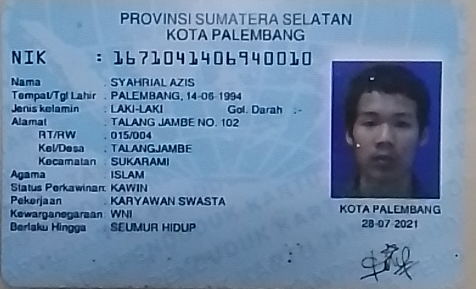 PROVINSI SUMATERA SELATAN
KOTA PALEMBANG
NIK : 1671041406940010
Nama : SYAHRIAL AZIS
Tempat/Tgl Lahir : PALEMBANG, 14-06-1994
Jenis kelamin : LAKI-LAKI Gol. Darah :-
Alamat : TALANG JAMBE NO. 102
RT/RW : 015/004
Kel/Desa : TALANGJAMBE
Kecamatan : SUKARAMI
Agama : ISLAM
Status Perkawinan: KAWIN
Pekerjaan : KARYAWAN SWASTA
Kewarganegaraan: WNI
Berlaku Hingga : SEUMUR HIDUP
KOTA PALEMBANG
28-07-2021